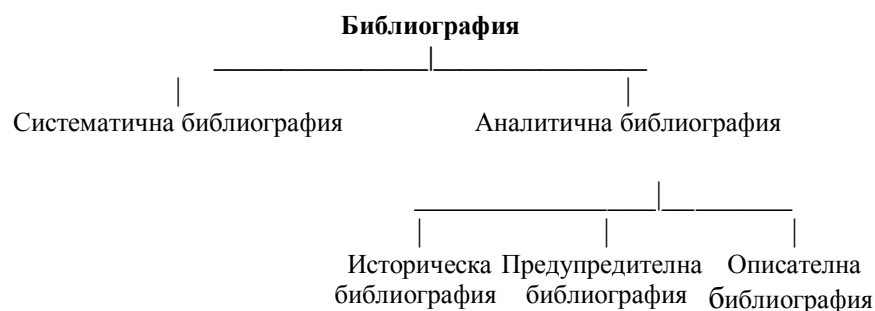 Библиография
Систематична библиография Аналитична библиография
Историческа Предупредителна Описателна
библиография библиография библиография